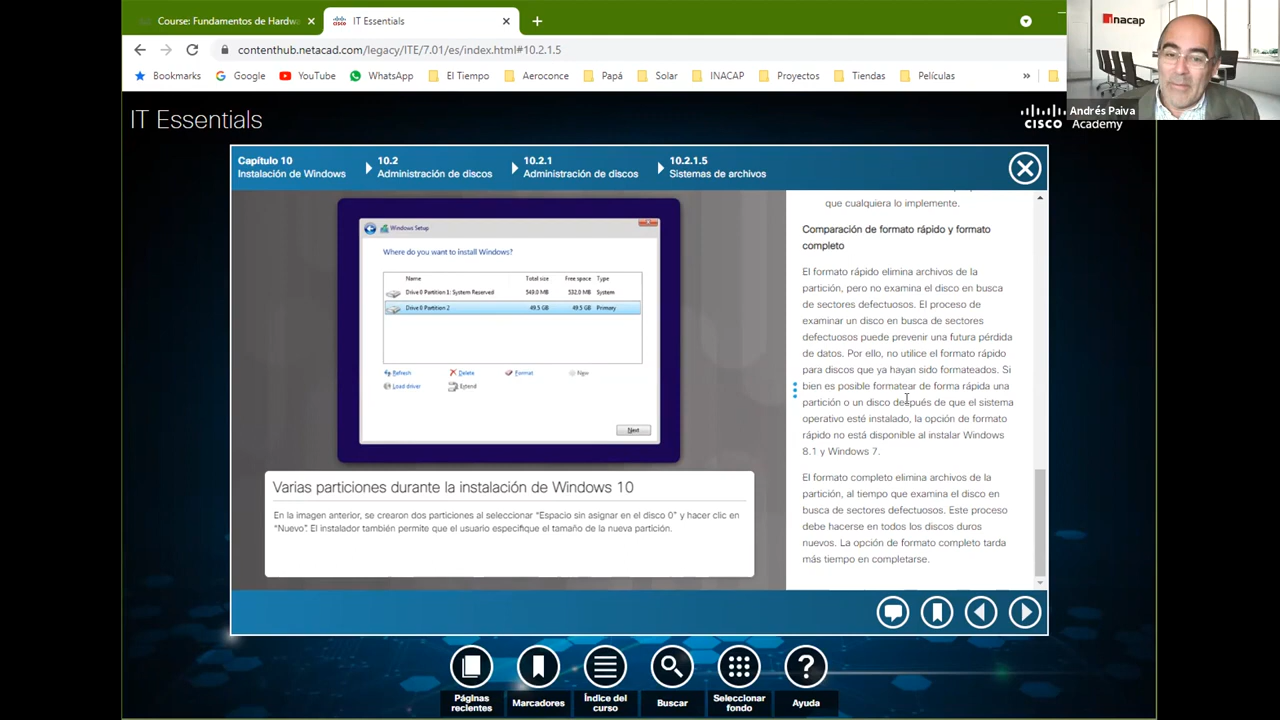 Course: Fundamentos de Hardw
IT Essentials
contenthub.netacad.com/legacy/ITE/7.01/es/index.html#10.2.1.5
Bookmarks
Google
YouTube
WhatsApp
El Tiempo
Aeroconce
Papá
Solar
INACAP
Proyectos
Tiendas
Películas
»
inacap
Andrés Paiva
IT Essentials
cisco Academy
Capítulo 10
Instalación de Windows
10.2
Administración de discos
10.2.1
Administración de discos
10.2.1.5
Sistemas de archivos
Windows Setup
Where do you want to install Windows?
Name Total size Free space Type
Drive 0 Partition 1: System Reserved 549.0 MB 532.0 MB System
Drive 0 Partition 2 49.5 GB 49.5 GB Primary
Refresh Delete Format New
Load driver Extend
Next
Varias particiones durante la instalación de Windows 10
En la imagen anterior, se crearon dos particiones al seleccionar "Espacio sin asignar en el disco 0" y hacer clic en
"Nuevo". El instalador también permite que el usuario especifique el tamaño de la nueva partición.
que cualquiera lo implemente.
Comparación de formato rápido y formato
completo
El formato rápido elimina archivos de la
partición, pero no examina el disco en busca
de sectores defectuosos. El proceso de
examinar un disco en busca de sectores
defectuosos puede prevenir una futura pérdida
de datos. Por ello, no utilice el formato rápido
para discos que ya hayan sido formateados. Si
bien es posible formatear de forma rápida una
partición o un disco después de que el sistema
operativo esté instalado, la opción de formato
rápido no está disponible al instalar Windows
8.1 y Windows 7.
El formato completo elimina archivos de la
partición, al tiempo que examina el disco en
busca de sectores defectuosos. Este proceso
debe hacerse en todos los discos duros
nuevos. La opción de formato completo tarda
más tiempo en completarse.
Páginas
recientes
Marcadores
Índice del
curso
Buscar
Seleccionar
fondo
Ayuda